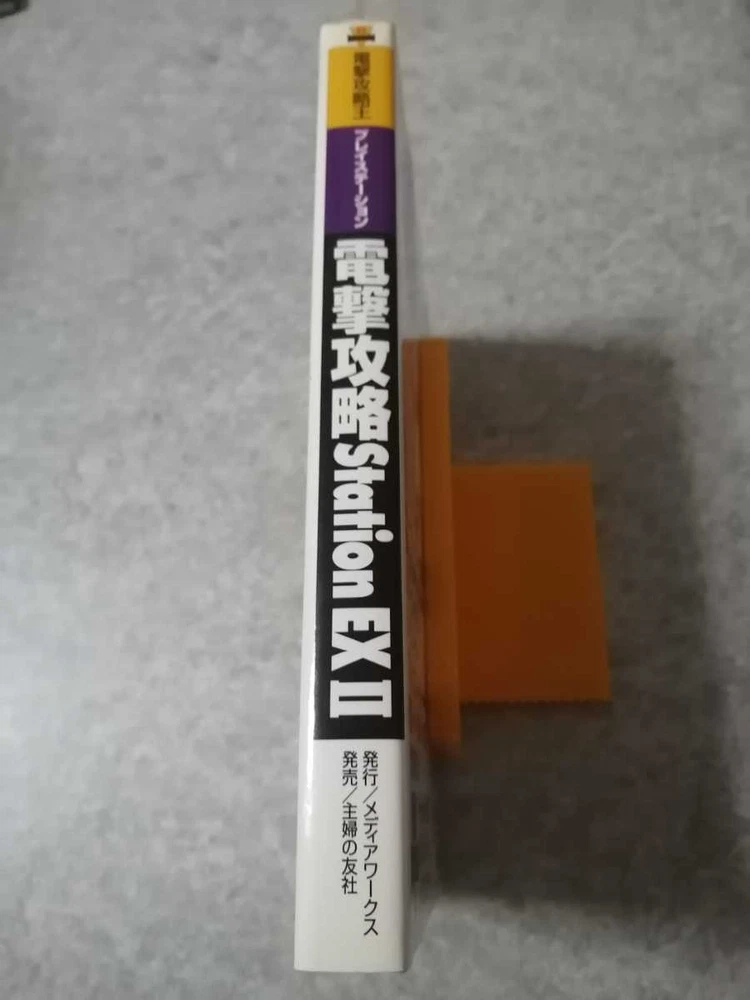 電撃攻略王
プレイステーション
電撃攻略Station EX II
発行／メディアワークス
発売／主婦の友社